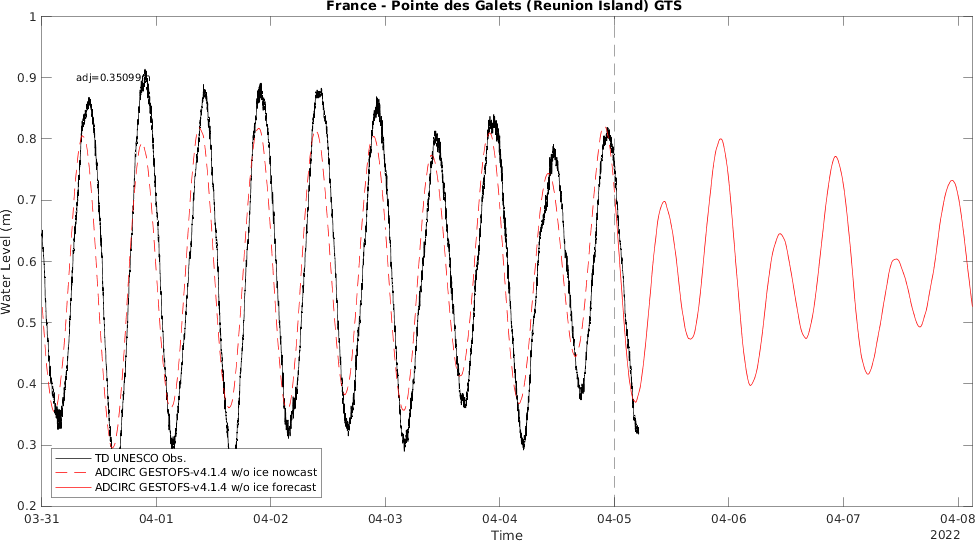 France - Pointe des Galets (Reunion Island) GTS
1
0.9
0.8
0.7
0.6
0.5
0.4
0.3
0.2
Water Level (m)
adj=0.35099m
TD UNESCO Obs.
ADCIRC GESTOFS-v4.1.4 w/o ice nowcast
ADCIRC GESTOFS-v4.1.4 w/o ice forecast
03-31 04-01 04-02 04-03 04-04 04-05 04-06 04-07 04-08
Time
2022